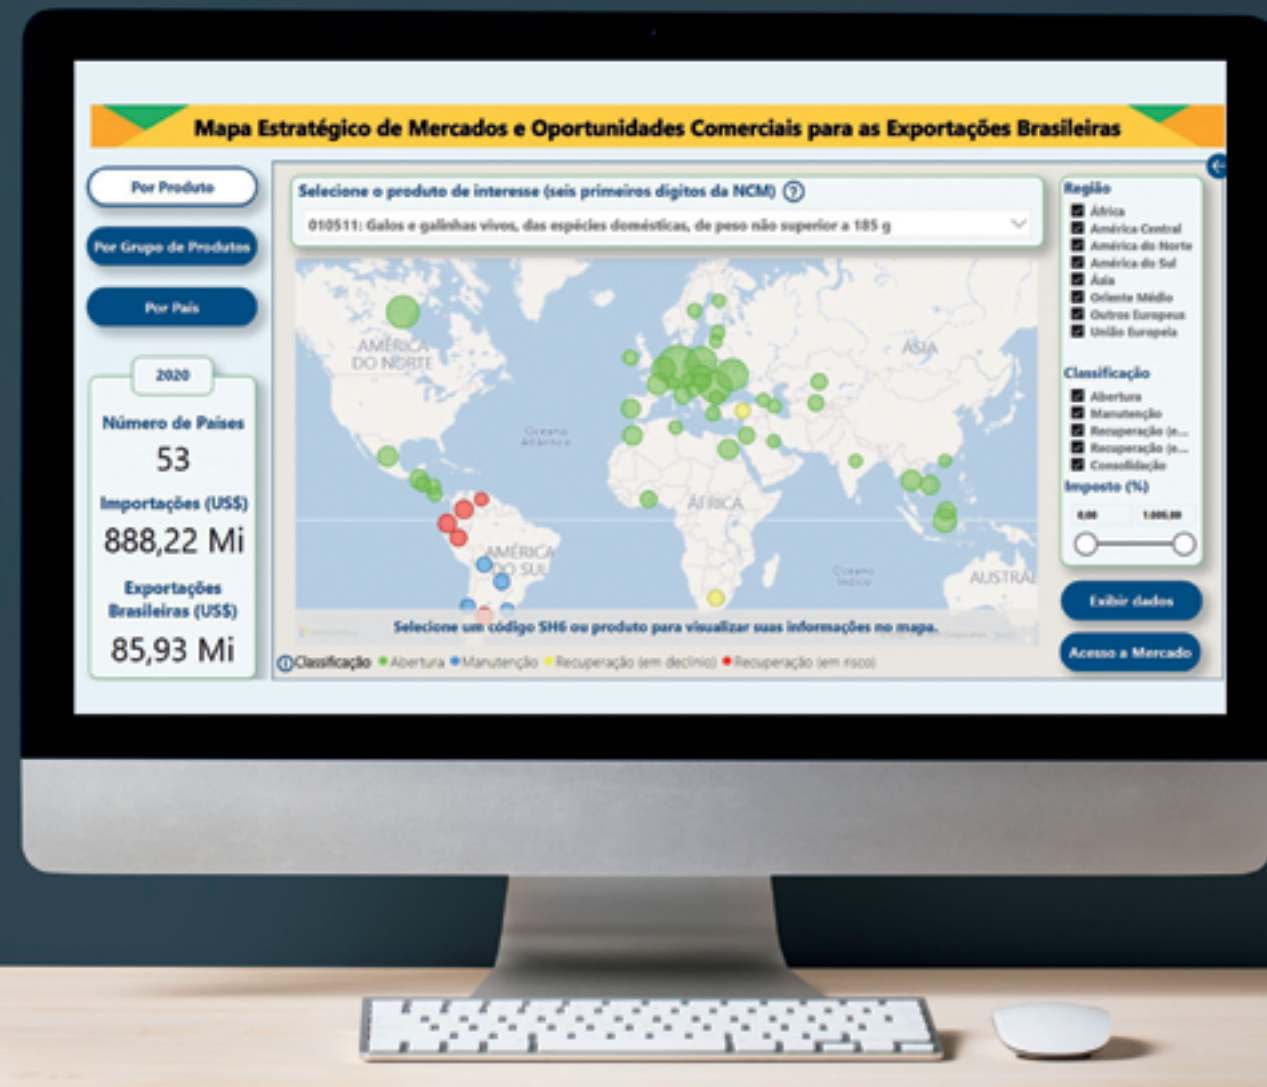 Mapa Estratégico de Mercados e Oportunidades Comerciais para as Exportações Brasileiras
Por Produto
Por Grupo de Produtos
Por País
2020
Número de Países
53
Importações (US$)
888,22 Mi
Exportações
Brasileiras (US$)
85,93 Mi
Selecione o produto de interesse (seis primeiros dígitos da NCM) ?
010511: Galos e galinhas vivos, das espécies domésticas, de peso não superior a 185 g
AMÉRICA
DO NORTE
ÁSIA
Oceano
Atlântico
ÁFRICA
AMÉRICA
DO SUL
Oceano
Índico
AUSTRÁL
Selecione um código SH6 ou produto para visualizar suas informações no mapa.
Classificação Abertura Manutenção Recuperação (em declínio) Recuperação (em risco)
Região
África
América Central
América do Norte
América do Sul
Ásia
Oriente Médio
Outros Europeus
União Europeia
Classificação
Abertura
Manutenção
Recuperação (e...
Recuperação (e...
Consolidação
Imposto (%)
0,00
Exibir dados
Acesso a Mercado